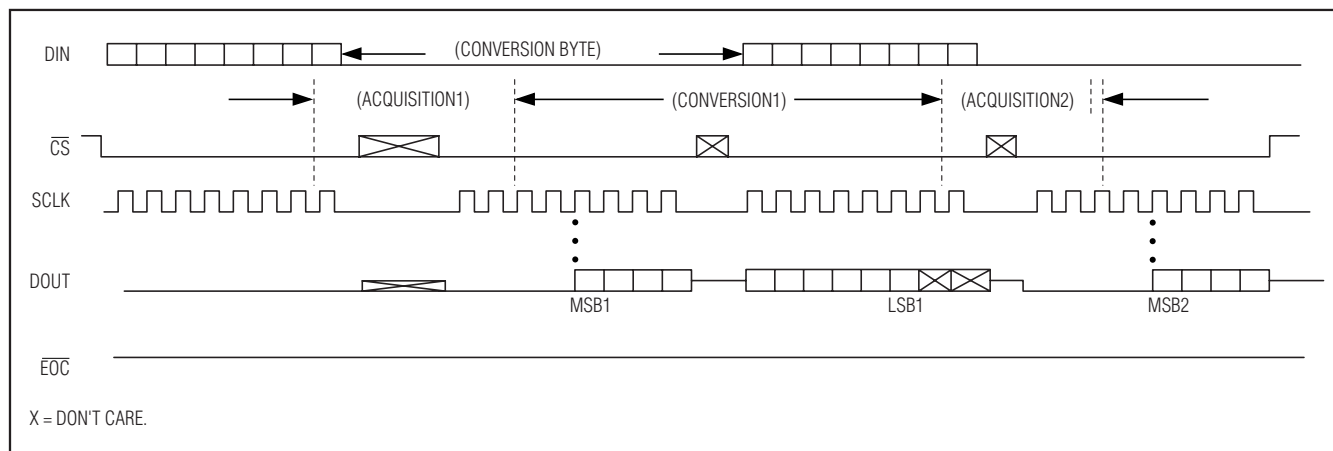 DIN
(CONVERSION BYTE)
(ACQUISITION1)
(CONVERSION1)
(ACQUISITION2)
CS
SCLK
DOUT
MSB1
LSB1
MSB2
EOC
X = DON'T CARE.